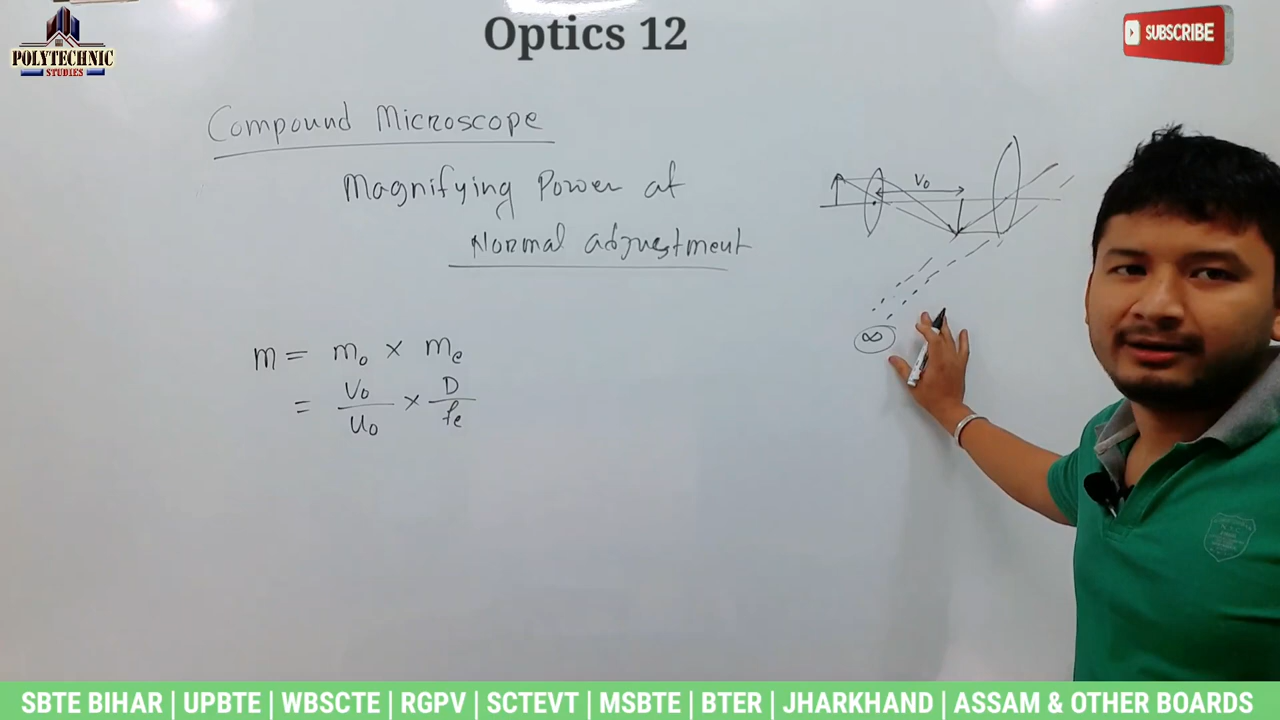 POLYTECHNIC
STUDIES
Optics 12
SUBSCRIBE
Compound Microscope
Magnifying Power at
Normal adjustment
V₀
∞
m = m₀ × me
= V₀/u₀ × D/fe
SBTE BIHAR | UPBTE | WBSCTE | RGPV | SCTEVT | MSBTE | BTER | JHARKHAND | ASSAM & OTHER BOARDS